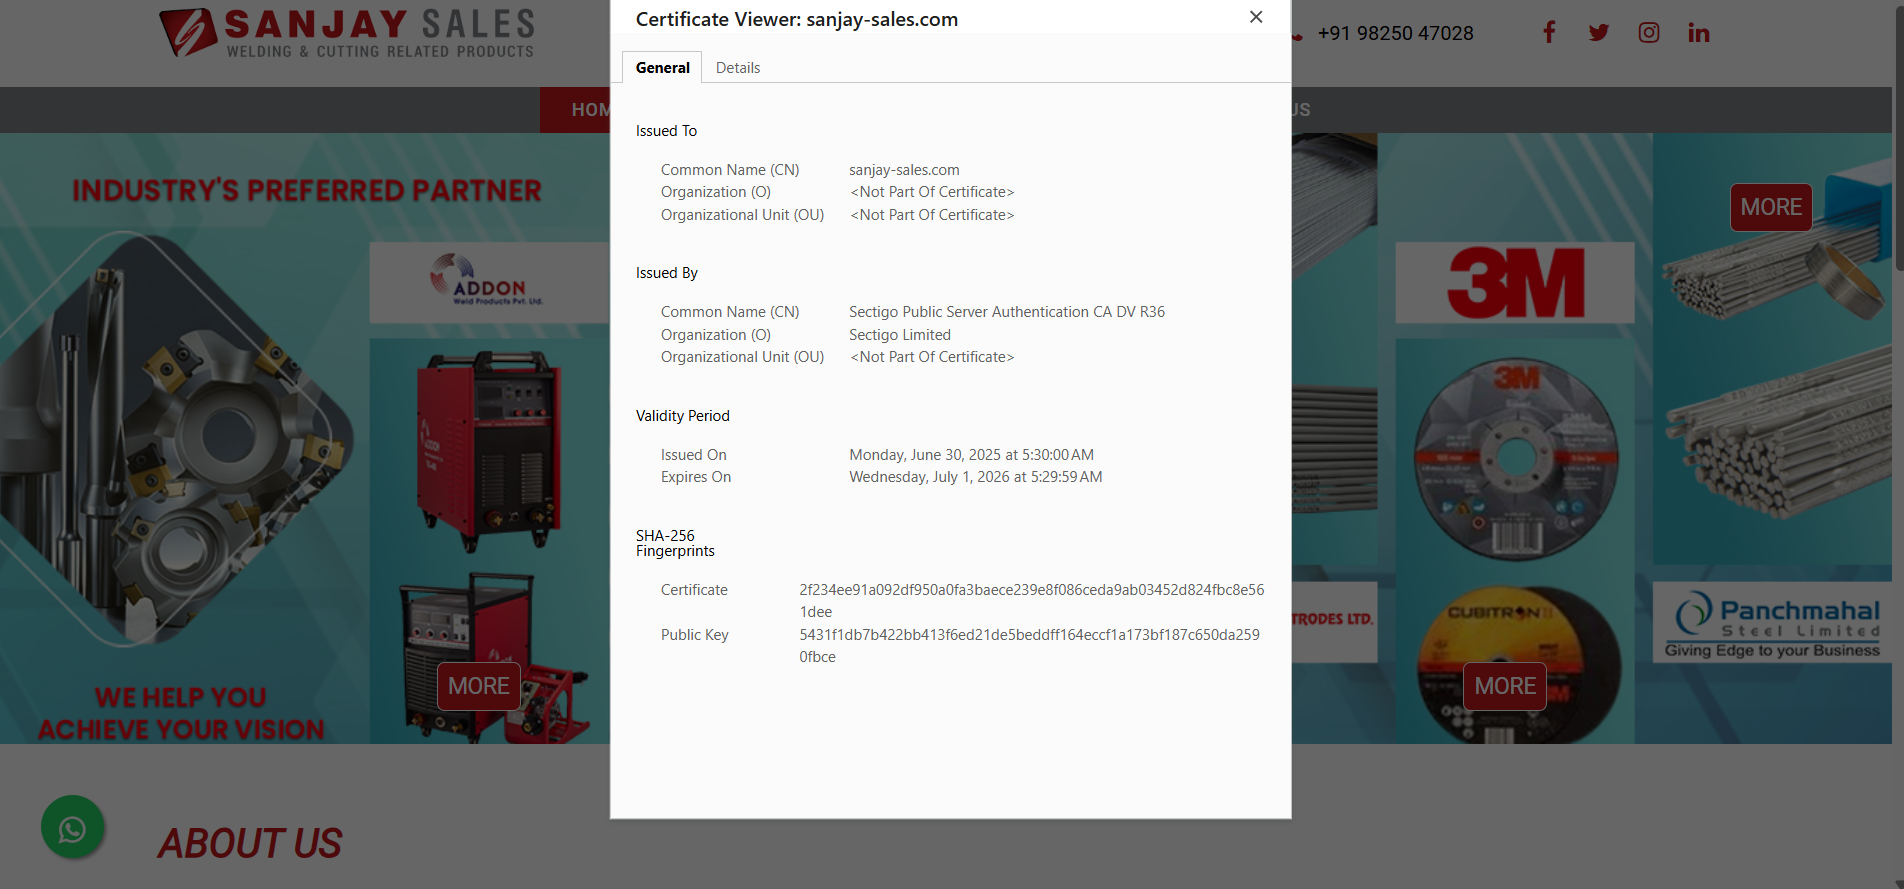 SANJAY SALES
WELDING & CUTTING RELATED PRODUCTS
Certificate Viewer: sanjay-sales.com
+91 98250 47028
General
Details
HOM
US
Issued To
Common Name (CN) sanjay-sales.com
Organization (O) <Not Part Of Certificate>
Organizational Unit (OU) <Not Part Of Certificate>
Issued By
Common Name (CN) Sectigo Public Server Authentication CA DV R36
Organization (O) Sectigo Limited
Organizational Unit (OU) <Not Part Of Certificate>
Validity Period
Issued On Monday, June 30, 2025 at 5:30:00 AM
Expires On Wednesday, July 1, 2026 at 5:29:59 AM
SHA-256
Fingerprints
Certificate 2f234ee91a092df950a0fa3baece239e8f086ceda9ab03452d824fbc8e56
1dee
Public Key 5431f1db7b422bb413f6ed21de5beddff164eccf1a173bf187c650da259
0fbce
INDUSTRY'S PREFERRED PARTNER
ADDON
Weld Products Pvt. Ltd.
ADDON
WE HELP YOU
ACHIEVE YOUR VISION
MORE
3M
3M
CUBITRON II
3M
MORE
MORE
TRODES LTD.
Panchmahal
Steel Limited
Giving Edge to your Business
ABOUT US